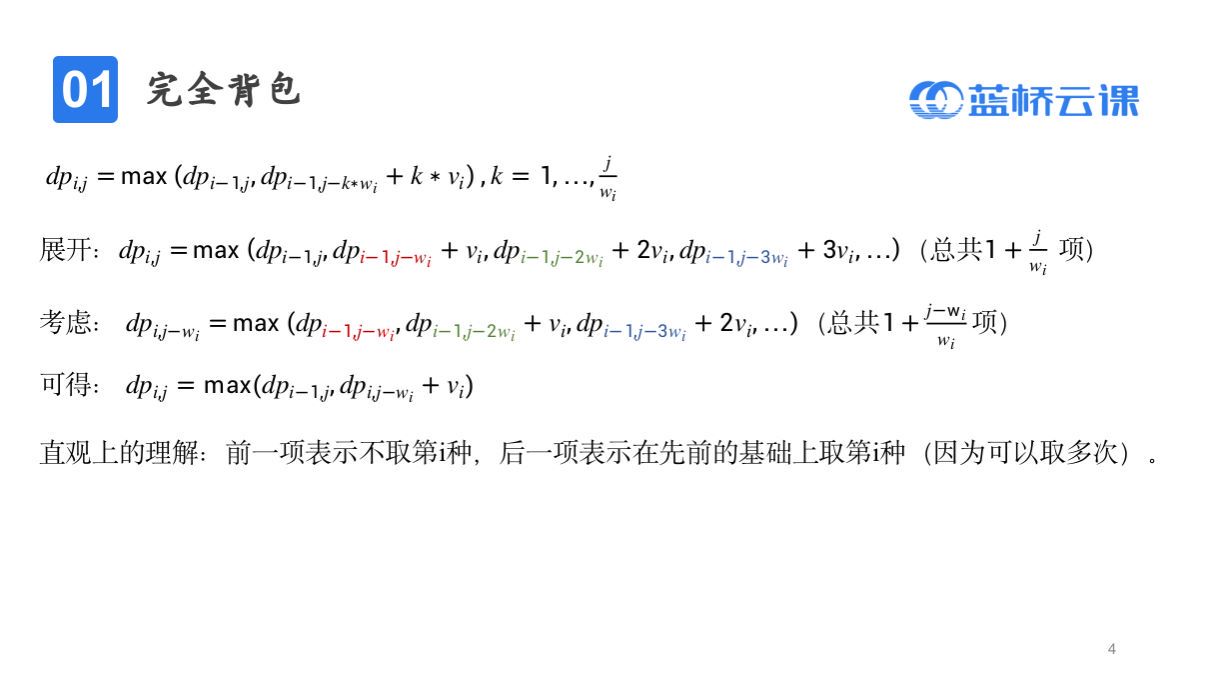 01 完全背包
蓝桥云课
$dp_{i,j} = \max(dp_{i-1,j}, dp_{i-1,j-k*w_i} + k * v_i), k = 1, \ldots, \frac{j}{w_i}$
展开：$dp_{i,j} = \max(dp_{i-1,j}, dp_{i-1,j-w_i} + v_i, dp_{i-1,j-2w_i} + 2v_i, dp_{i-1,j-3w_i} + 3v_i, \ldots)$（总共$1 + \frac{j}{w_i}$ 项）
考虑： $dp_{i,j-w_i} = \max(dp_{i-1,j-w_i}, dp_{i-1,j-2w_i} + v_i, dp_{i-1,j-3w_i} + 2v_i, \ldots)$（总共$1 + \frac{j-w_i}{w_i}$项）
可得： $dp_{i,j} = \max(dp_{i-1,j}, dp_{i,j-w_i} + v_i)$
直观上的理解：前一项表示不取第i种，后一项表示在先前的基础上取第i种（因为可以取多次）。
4